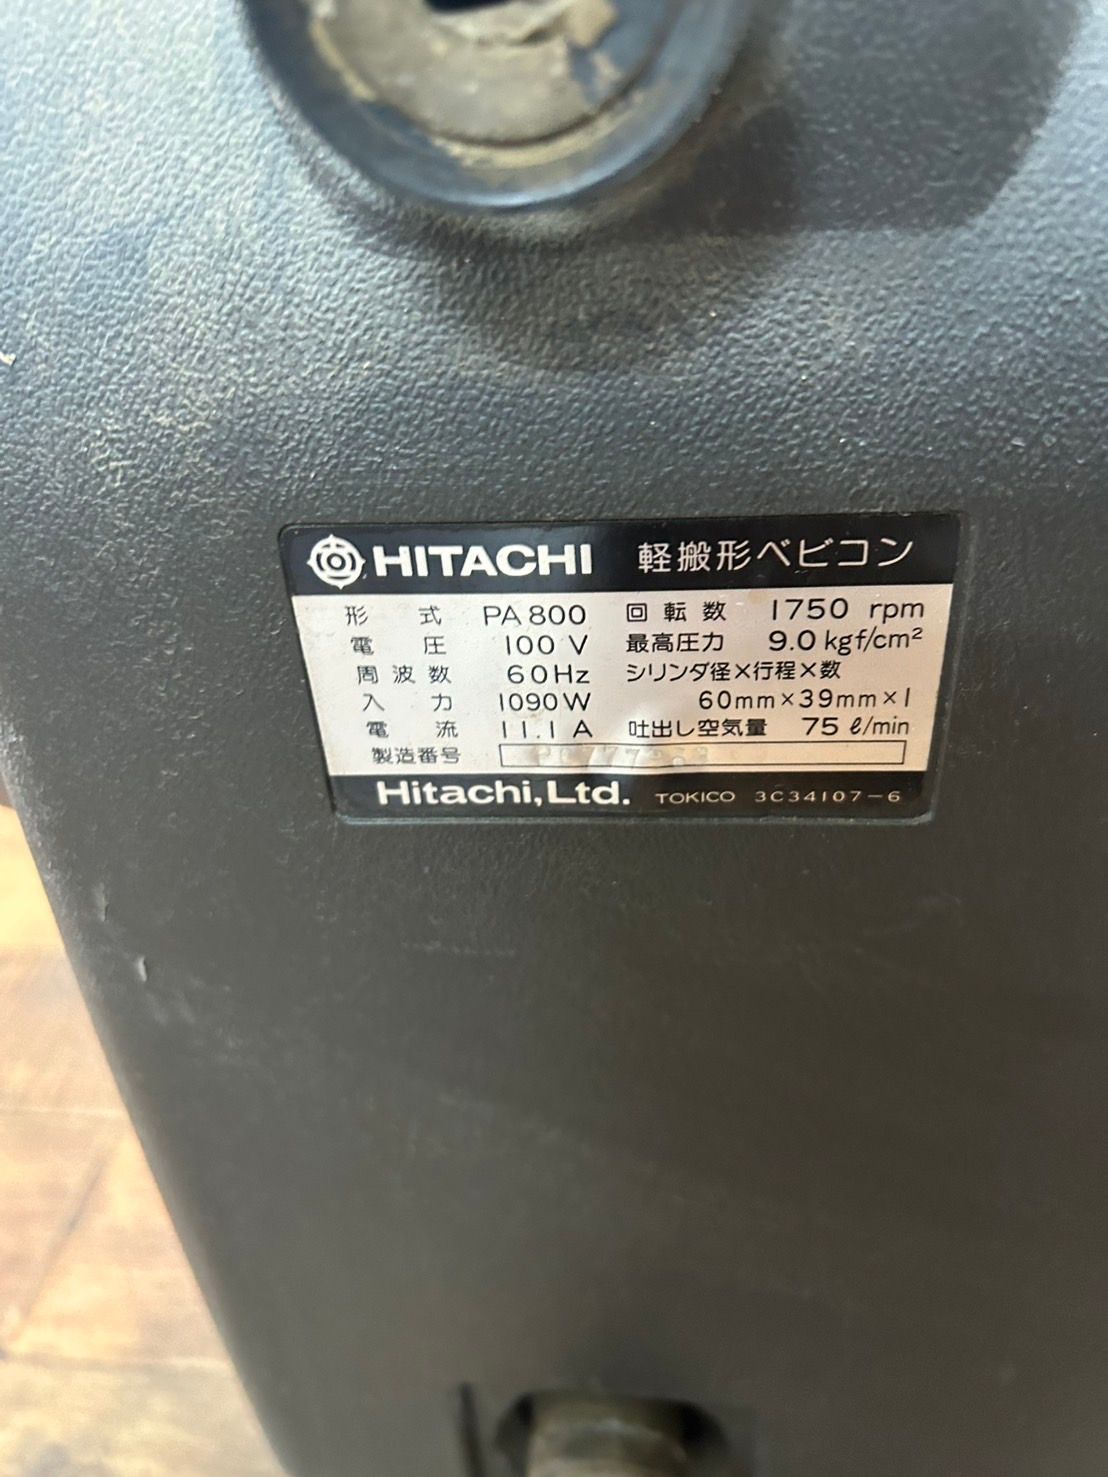 HITACHI 軽搬形ベビコン
形式 PA800 回転数 1750 rpm
電圧 100 V 最高圧力 9.0 kgf/cm²
周波数 60Hz シリンダ径×行程×数
入力 1090W 60mm×39mm×1
電流 11.1 A 吐出し空気量 75 ℓ/min
製造番号
Hitachi, Ltd. TOKICO 3C34107-6